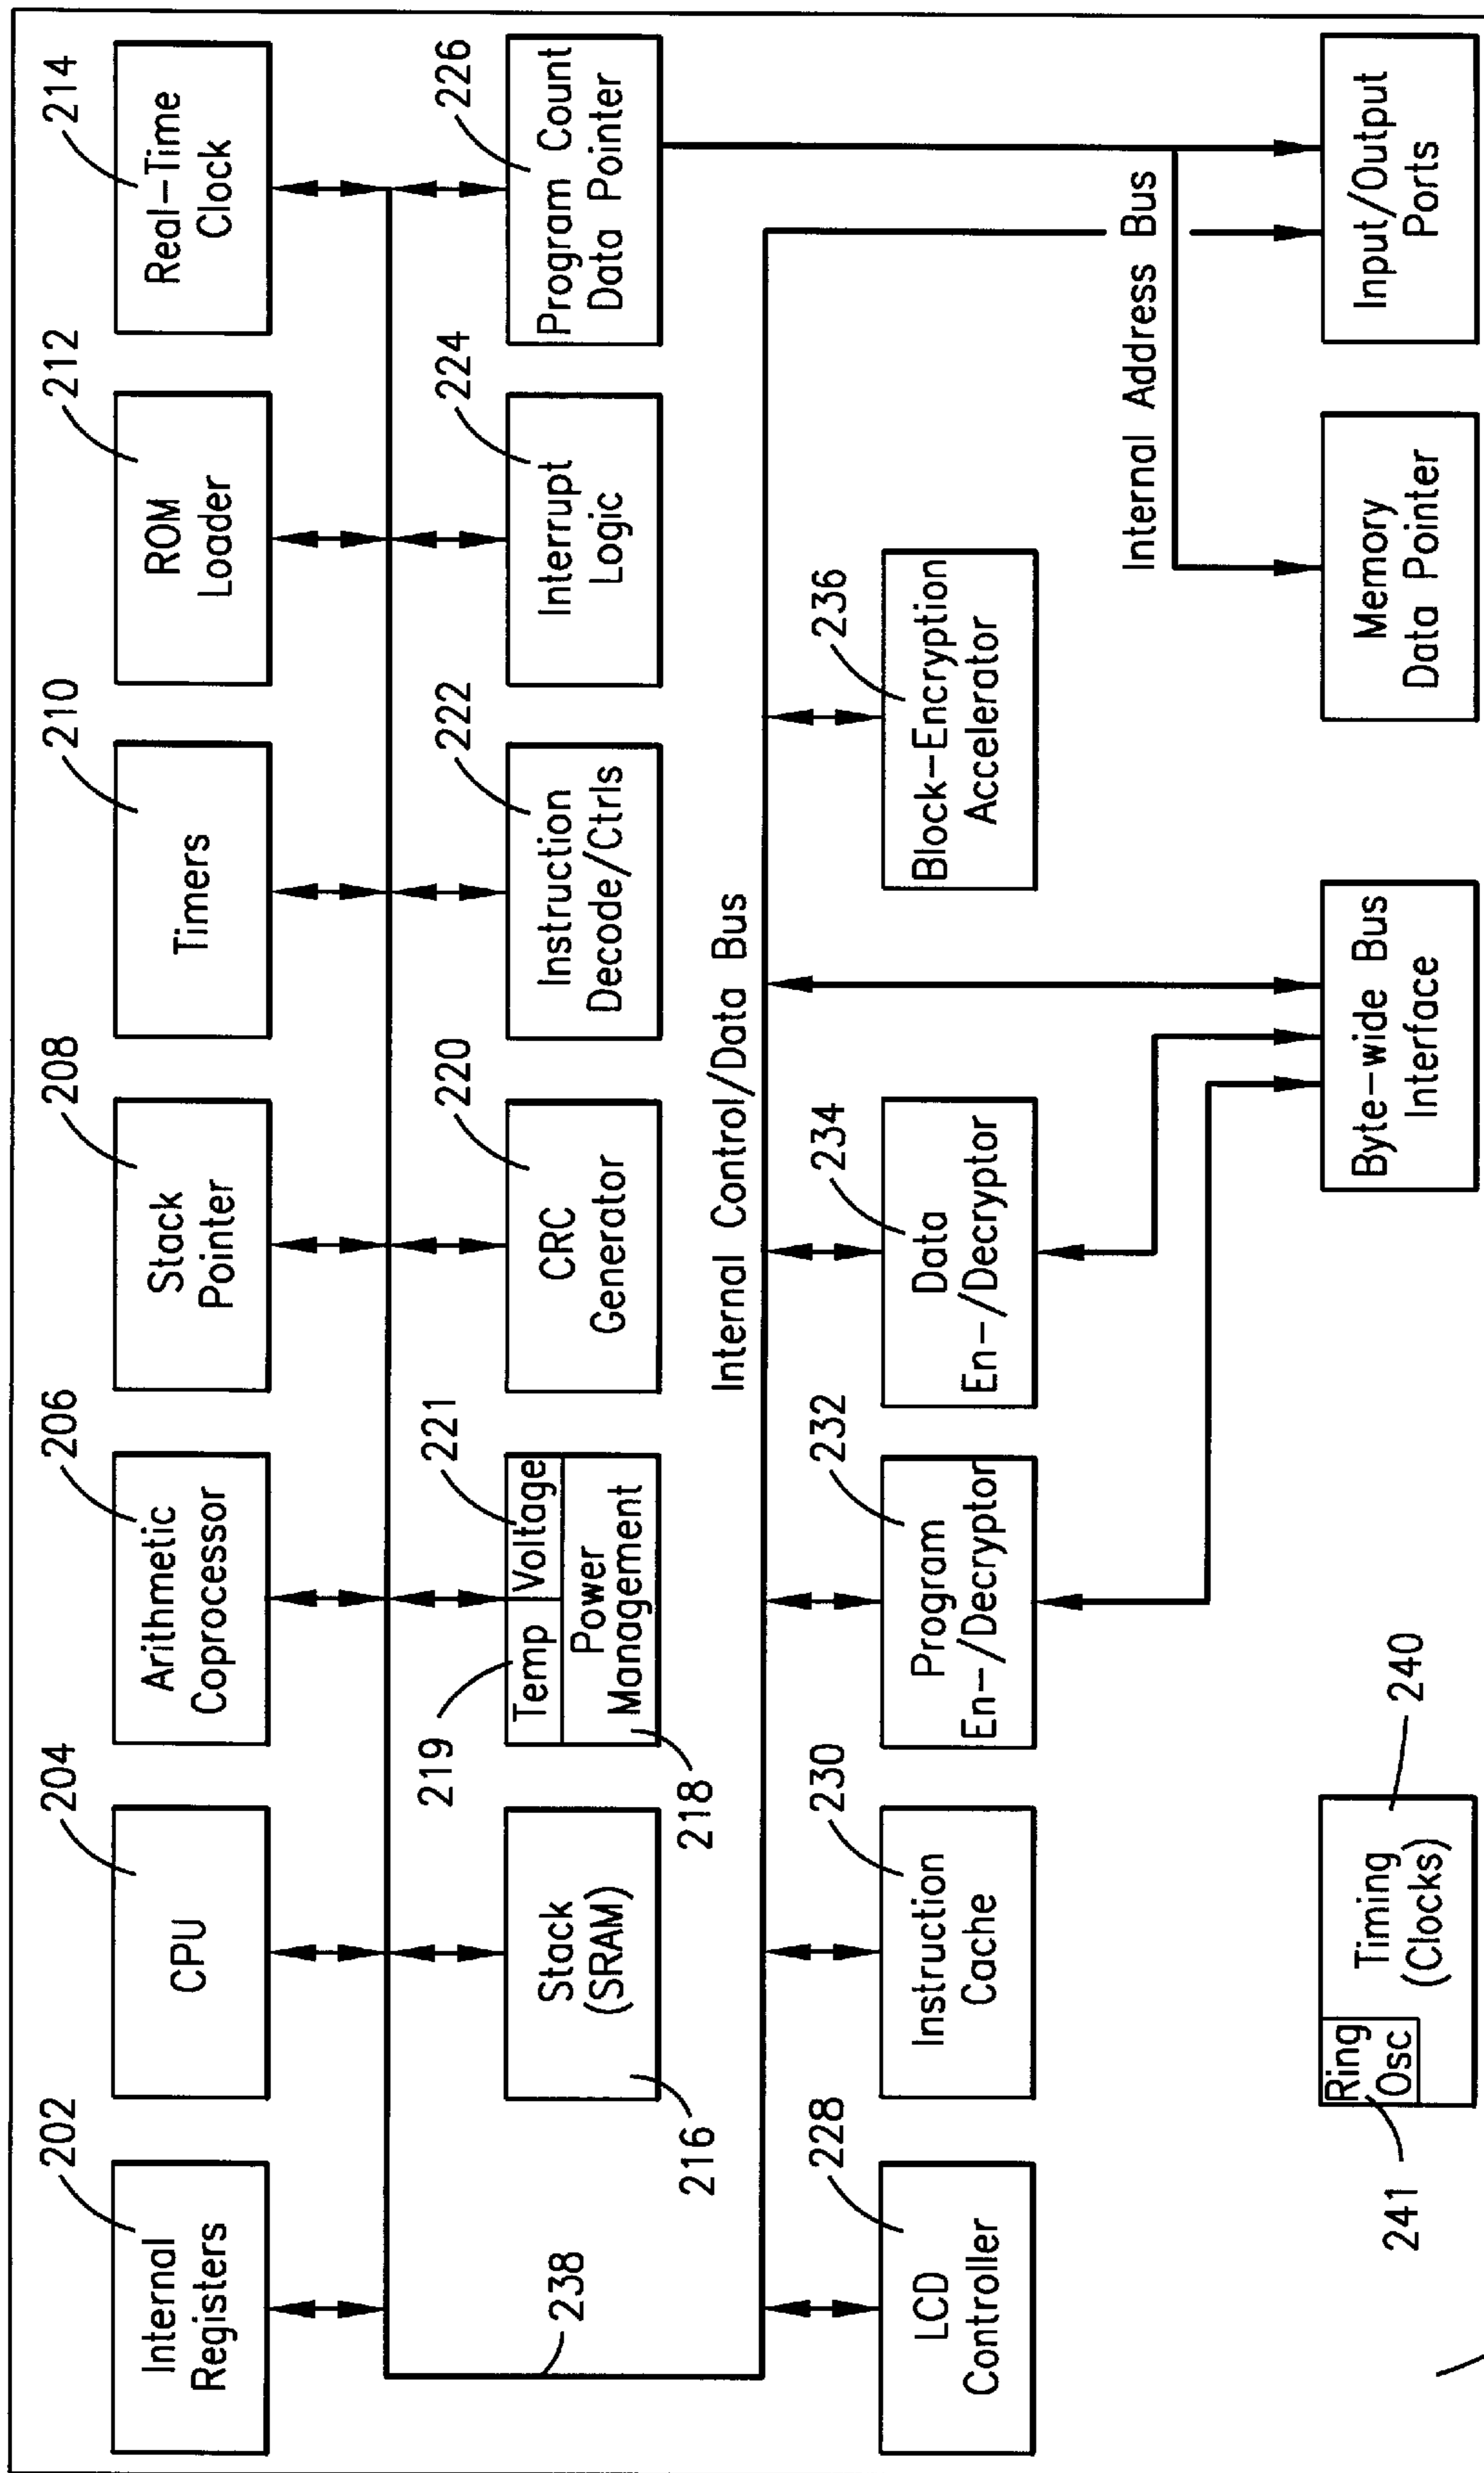 202
204
206
208
210
212
214
Internal
Registers
CPU
Arithmetic
Coprocessor
Stack
Pointer
Timers
ROM
Loader
Real-Time
Clock
219
221
220
222
224
226
Stack
(SRAM)
Temp
Voltage
Power
Management
CRC
Generator
Instruction
Decode/Ctrls
Interrupt
Logic
Program Count
Data Pointer
238
216
218
Internal Control/Data Bus
228
230
232
234
236
LCD
Controller
Instruction
Cache
Program
En-/Decryptor
Data
En-/Decryptor
Block-Encryption
Accelerator
Internal Address Bus
241
240
Ring
Osc
Timing
(Clocks)
Byte-wide Bus
Interface
Memory
Data Pointer
Input/Output
Ports